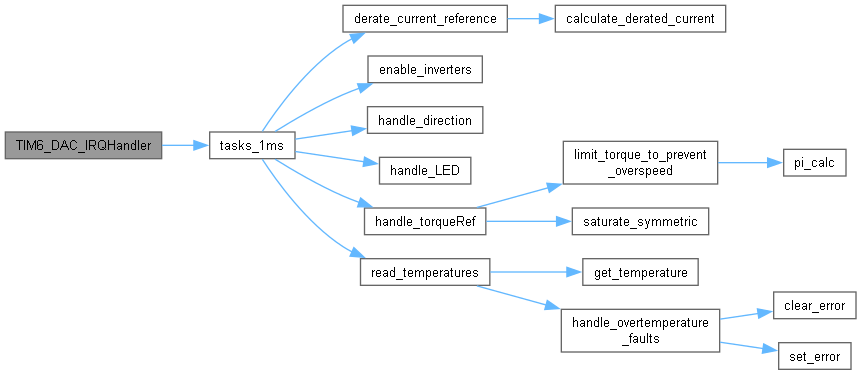 derate_current_reference
calculate_derated_current
enable_inverters
handle_direction
TIM6_DAC_IRQHandler
tasks_1ms
limit_torque_to_prevent
_overspeed
pi_calc
handle_LED
handle_torqueRef
saturate_symmetric
read_temperatures
get_temperature
handle_overtemperature
_faults
clear_error
set_error